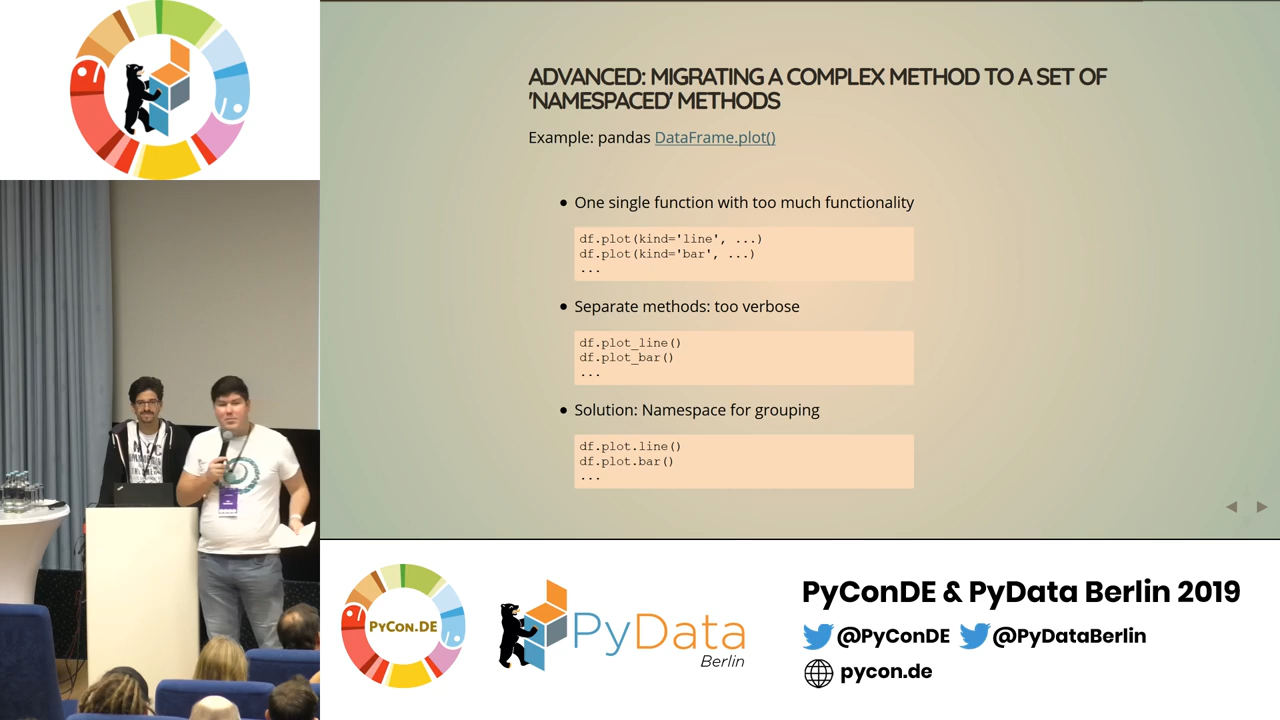 ADVANCED: MIGRATING A COMPLEX METHOD TO A SET OF
'NAMESPACED' METHODS
Example: pandas DataFrame.plot()
• One single function with too much functionality
df.plot(kind='line', ...)
df.plot(kind='bar', ...)
...
• Separate methods: too verbose
df.plot_line()
df.plot_bar()
...
• Solution: Namespace for grouping
df.plot.line()
df.plot.bar()
...
NYC
PYCON.DE
PyData
Berlin
PyConDE & PyData Berlin 2019
@PyConDE @PyDataBerlin
pycon.de